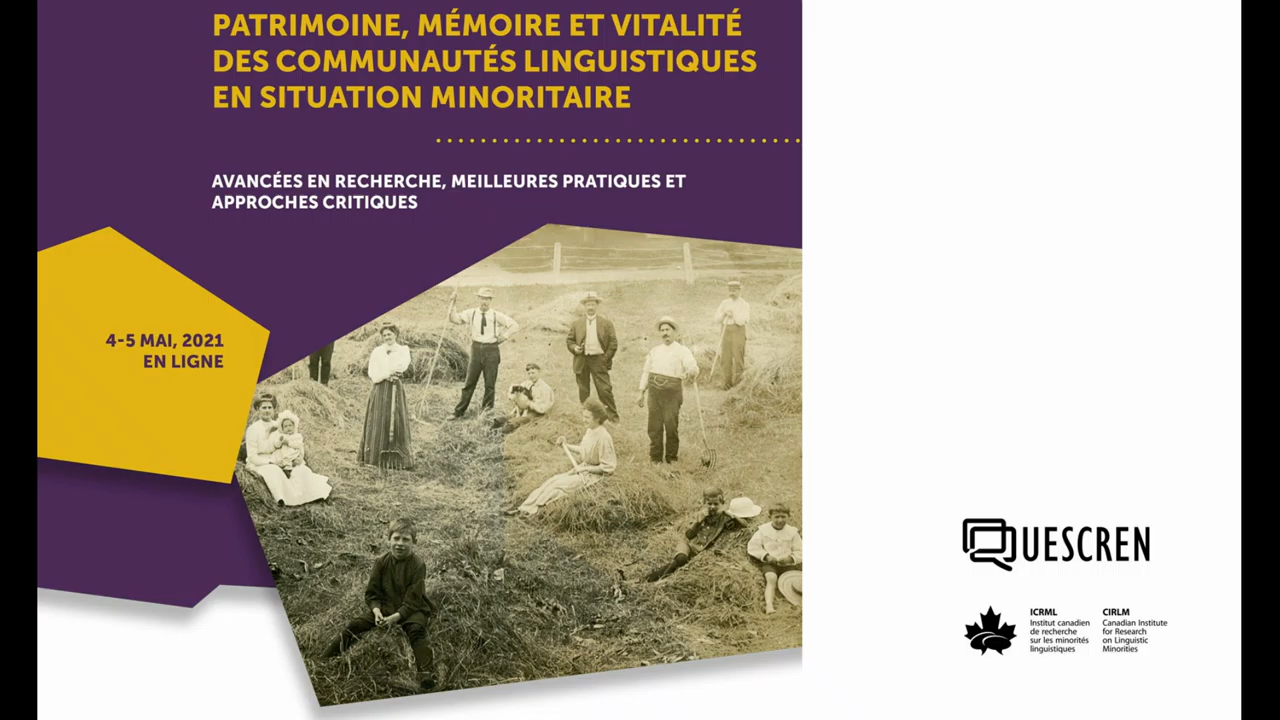 PATRIMOINE, MÉMOIRE ET VITALITÉ
DES COMMUNAUTÉS LINGUISTIQUES
EN SITUATION MINORITAIRE
AVANCÉES EN RECHERCHE, MEILLEURES PRATIQUES ET
APPROCHES CRITIQUES
4-5 MAI, 2021
EN LIGNE
QUESCREN
ICRML
Institut canadien
de recherche
sur les minorités
linguistiques
CIRLM
Canadian Institute
for Research
on Linguistic
Minorities